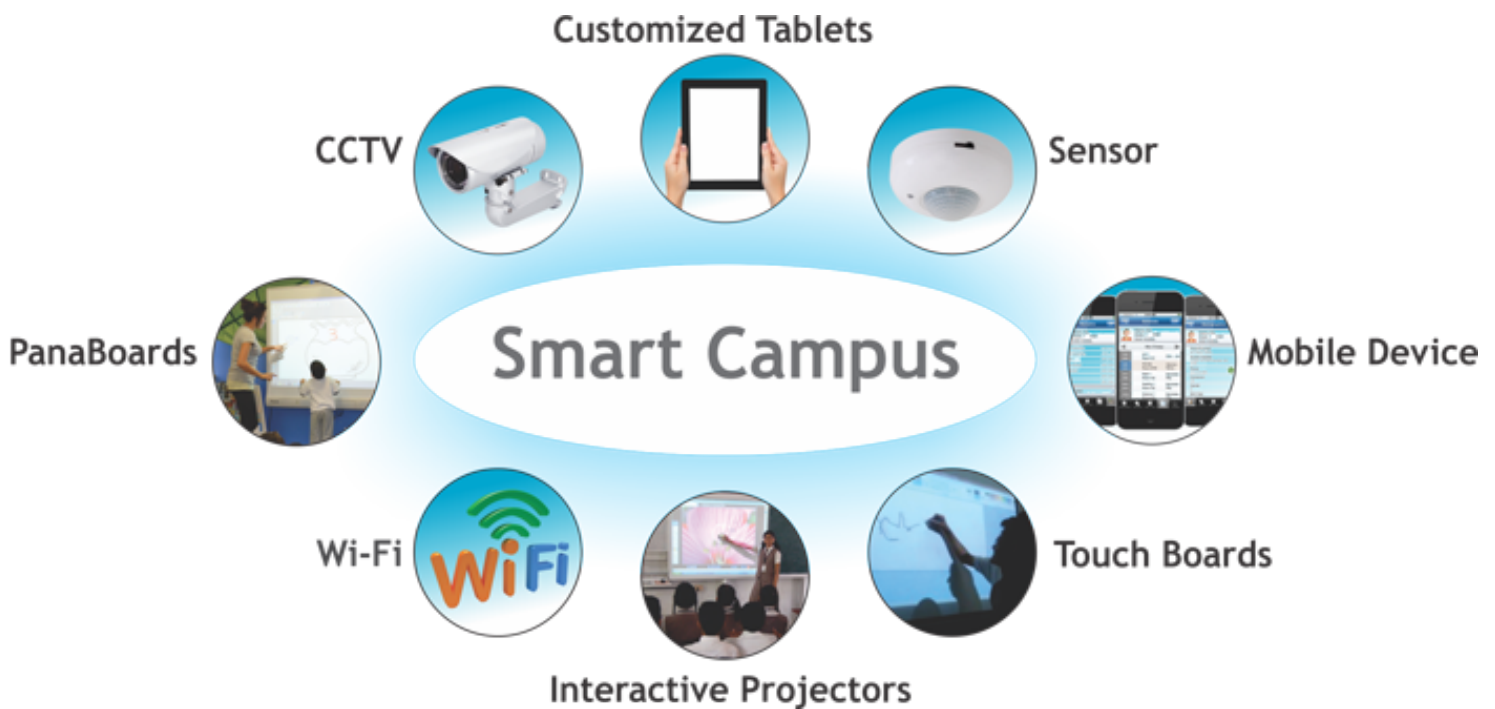 Customized Tablets
CCTV
Sensor
PanaBoards
Smart Campus
Mobile Device
Wi-Fi
WiFi
Touch Boards
Interactive Projectors